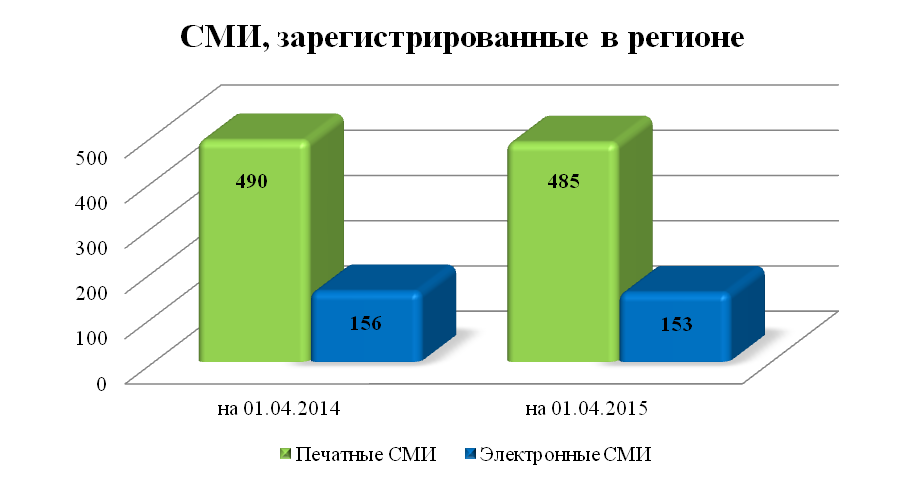 СМИ, зарегистрированные в регионе
500
400
300
200
100
0
490
156
485
153
на 01.04.2014
на 01.04.2015
Печатные СМИ
Электронные СМИ